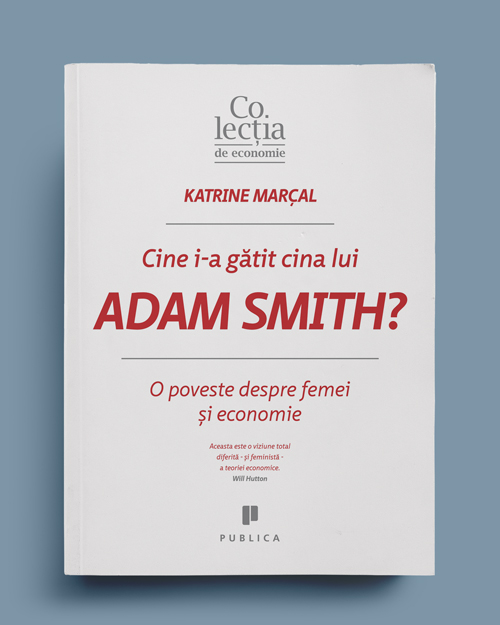 Co.
lecția
de economie
KATRINE MARÇAL
Cine i-a gătit cina lui
ADAM SMITH?
O poveste despre femei
și economie
Aceasta este o viziune total
diferită - și feministă -
a teoriei economice.
Will Hutton
PUBLICA